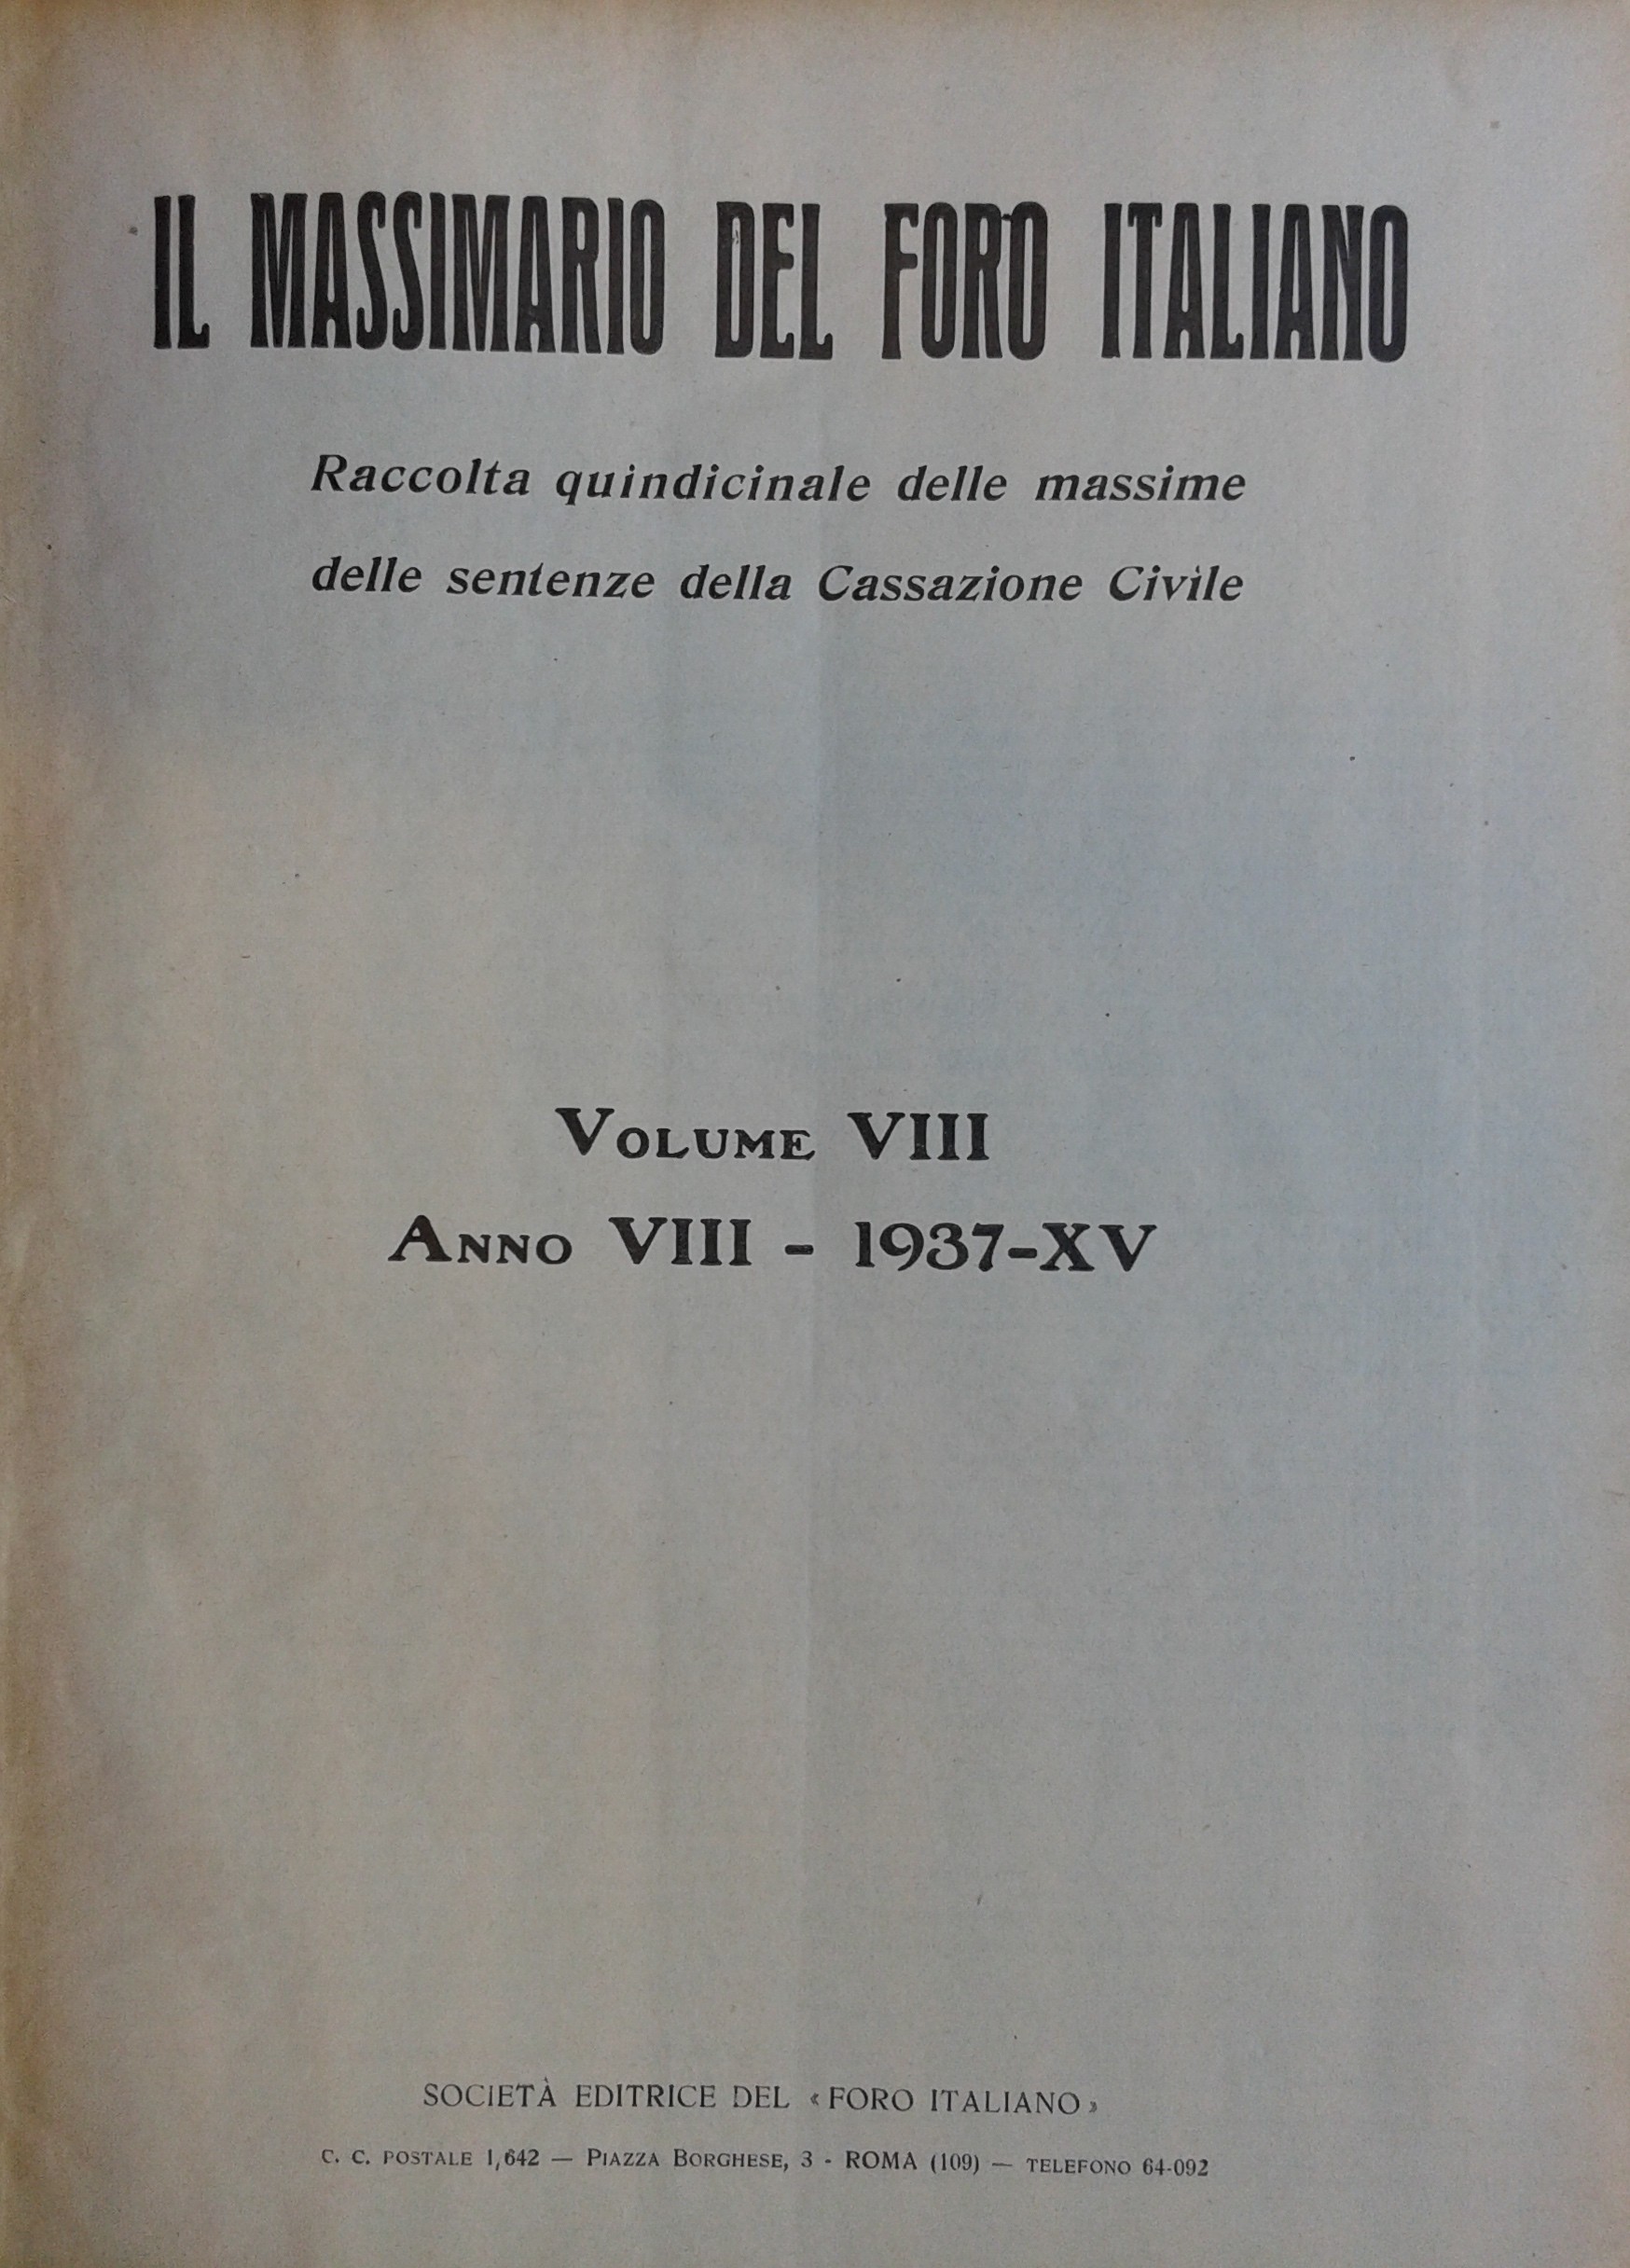 IL MASSIMARIO DEL FORO ITALIANO
Raccolta quindicinale delle massime
delle sentenze della Cassazione Civile
VOLUME VIII
ANNO VIII - 1937-XV
SOCIETÀ EDITRICE DEL «FORO ITALIANO»
C. C. POSTALE 1,642 — PIAZZA BORGHESE, 3 - ROMA (109) — TELEFONO 64-092